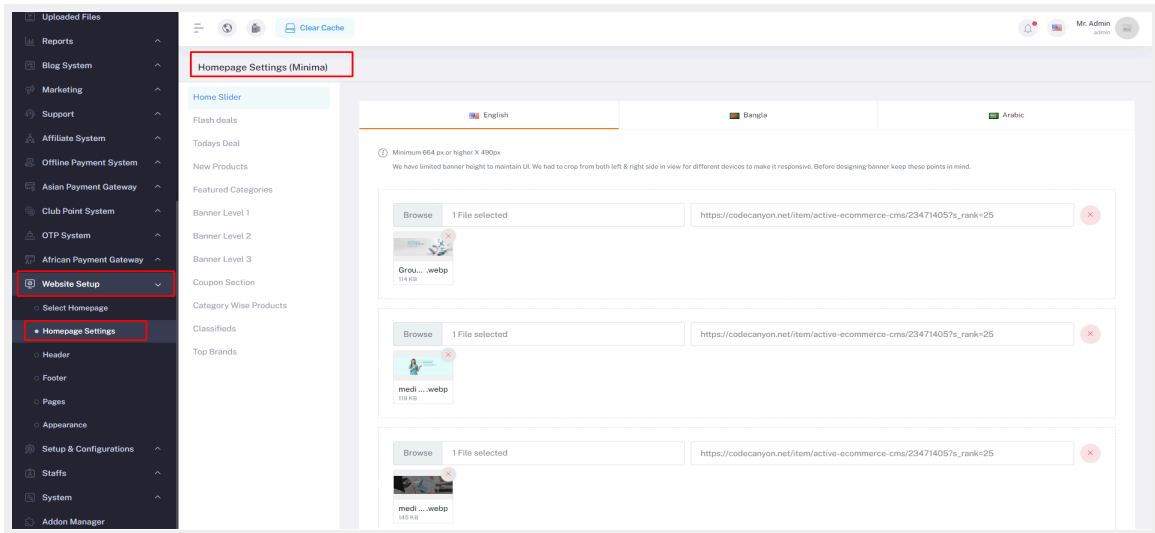 Uploaded Files
Reports
Blog System
Marketing
Support
Affiliate System
Offline Payment System
Asian Payment Gateway
Club Point System
OTP System
African Payment Gateway
Website Setup
Select Homepage
Homepage Settings
Header
Footer
Pages
Appearance
Setup & Configurations
Staffs
System
Addon Manager
Clear Cache
Mr. Admin
admin
Homepage Settings (Minima)
Home Slider
Flash deals
Todays Deal
New Products
Featured Categories
Banner Level 1
Banner Level 2
Banner Level 3
Coupon Section
Category Wise Products
Classifieds
Top Brands
English
Bangla
Arabic
Minimum 664 px or higher X 490px
We have limited banner height to maintain UI. We had to crop from both left & right side in view for different devices to make it responsive. Before designing banner keep these points in mind.
Browse 1 File selected https://codecanyon.net/item/active-ecommerce-cms/23471405?s_rank=25
Grou... .webp
114 KB
Browse 1 File selected https://codecanyon.net/item/active-ecommerce-cms/23471405?s_rank=25
medi ... .webp
118 KB
Browse 1 File selected https://codecanyon.net/item/active-ecommerce-cms/23471405?s_rank=25
medi ... .webp
145 KB